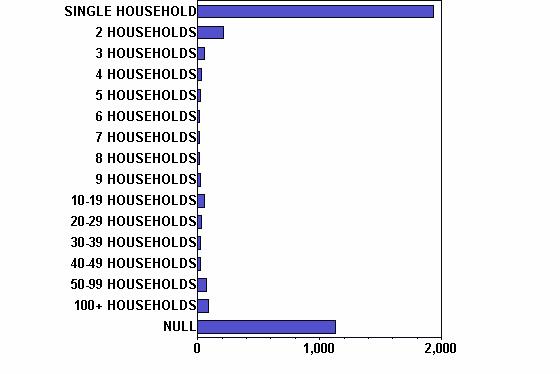 SINGLE HOUSEHOLD
2 HOUSEHOLDS
3 HOUSEHOLDS
4 HOUSEHOLDS
5 HOUSEHOLDS
6 HOUSEHOLDS
7 HOUSEHOLDS
8 HOUSEHOLDS
9 HOUSEHOLDS
10-19 HOUSEHOLDS
20-29 HOUSEHOLDS
30-39 HOUSEHOLDS
40-49 HOUSEHOLDS
50-99 HOUSEHOLDS
100+ HOUSEHOLDS
NULL
0 1,000 2,000